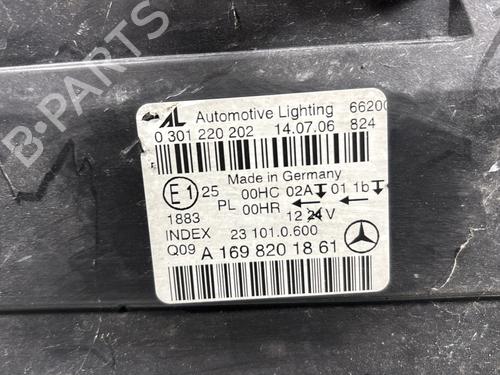 B-PARTS
AL Automotive Lighting 66200
0 301 220 202 14.07.06 824
Made in Germany
E1 25 00HC 02A 01 1b
PL 00HR
1883 12 24 V
INDEX 23 101.0.600
Q09 A 169 820 18 61